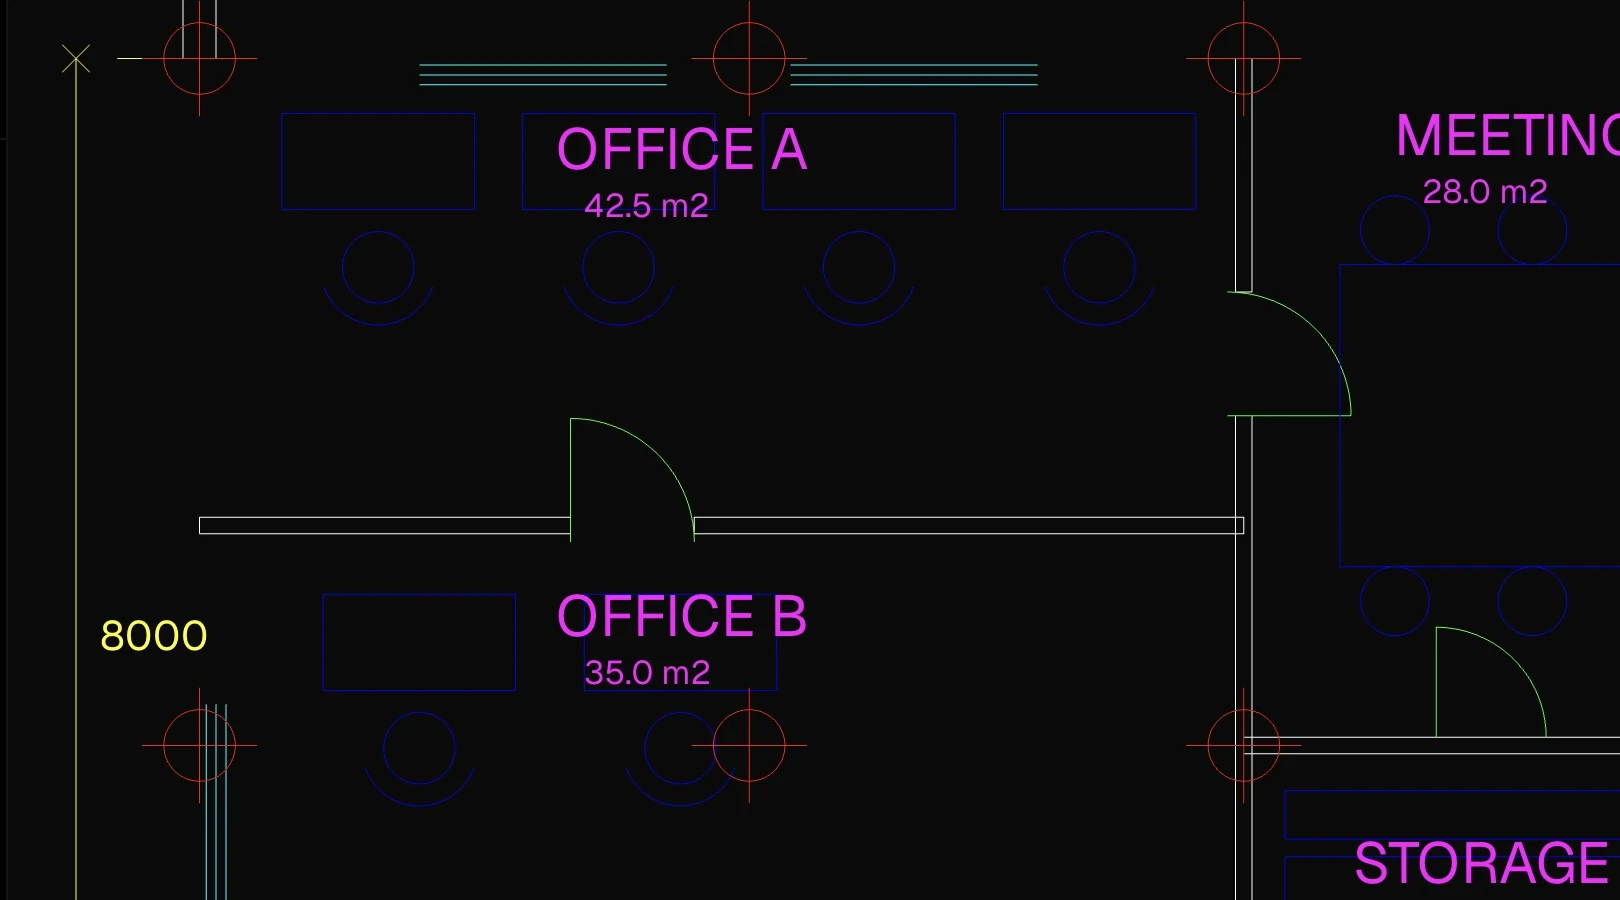 OFFICE A
42.5 m2
MEETING
28.0 m2
OFFICE B
35.0 m2
8000
STORAGE